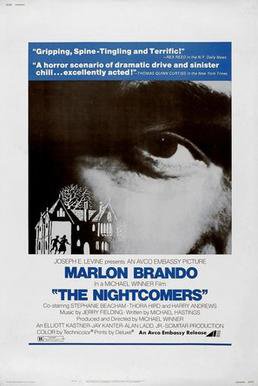 "Gripping, Spine-Tingling and Terrific!"
—REX REED in the N.Y. Daily News
"A horror scenario of dramatic drive and sinister
chill...excellently acted!"—THOMAS QUINN CURTISS in the New York Times
JOSEPH E. LEVINE presents AN AVCO EMBASSY PICTURE
MARLON BRANDO
in a MICHAEL WINNER Film
"THE NIGHTCOMERS"
Co-starring STEPHANIE BEACHAM · THORA HIRD and HARRY ANDREWS
Music by JERRY FIELDING · Written by MICHAEL HASTINGS
Produced and Directed by MICHAEL WINNER
An ELLIOTT KASTNER-JAY KANTER-ALAN LADD, JR.-SCIMITAR PRODUCTION
COLOR by Technicolor® Prints by Deluxe® An Avco Embassy Release
R